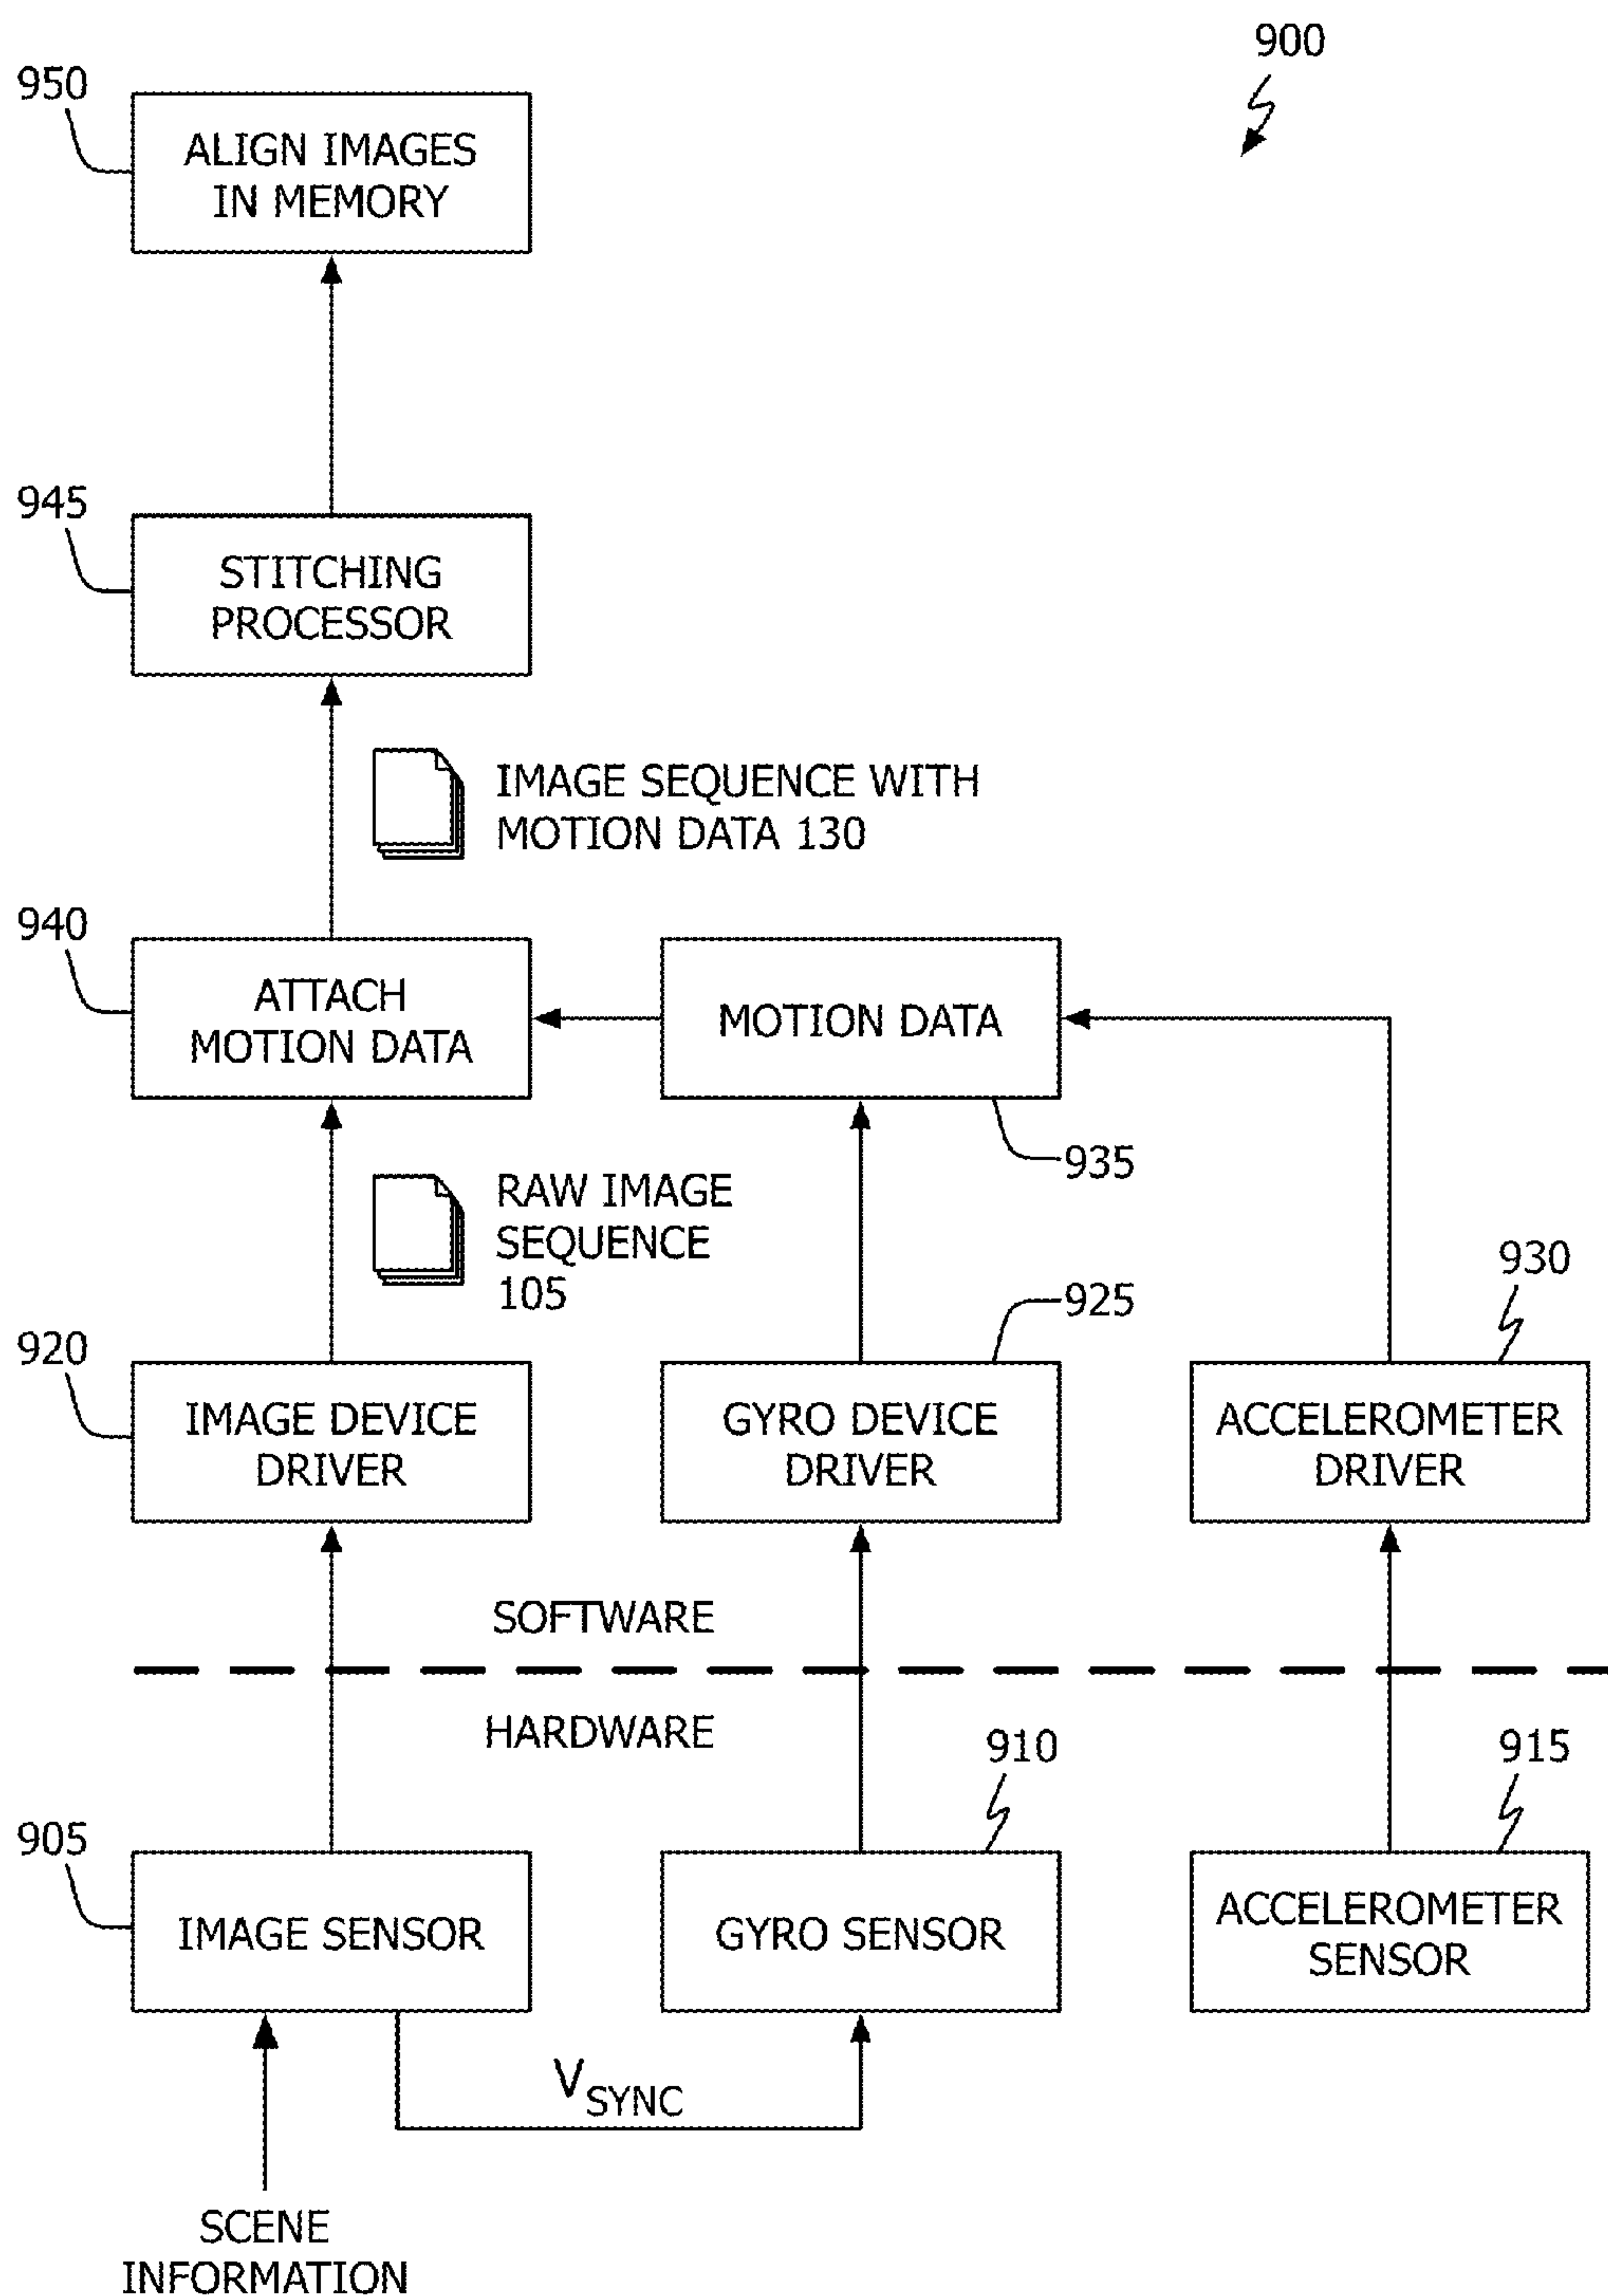 900
950
ALIGN IMAGES
IN MEMORY
945
STITCHING
PROCESSOR
IMAGE SEQUENCE WITH
MOTION DATA 130
940
ATTACH
MOTION DATA
MOTION DATA
935
RAW IMAGE
SEQUENCE
105
920
IMAGE DEVICE
DRIVER
925
GYRO DEVICE
DRIVER
930
ACCELEROMETER
DRIVER
SOFTWARE
HARDWARE
905
IMAGE SENSOR
910
GYRO SENSOR
915
ACCELEROMETER
SENSOR
VSYNC
SCENE
INFORMATION